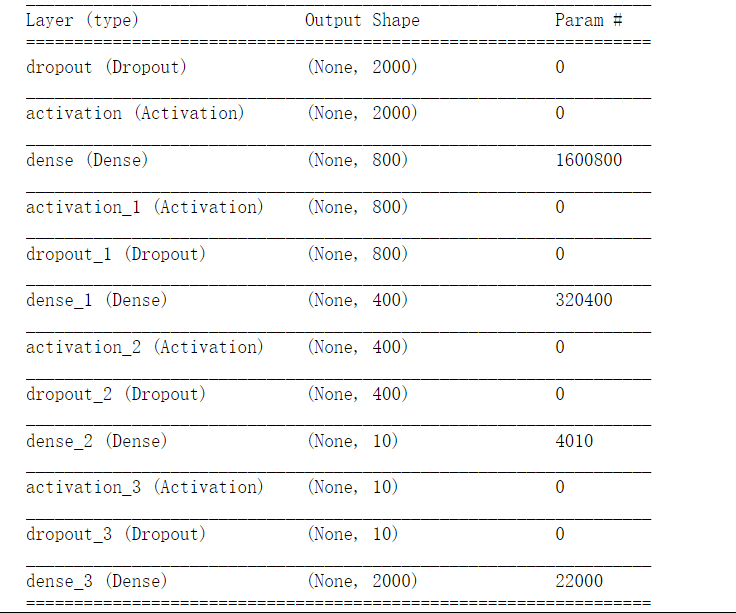 Layer (type) Output Shape Param #
=================================================================
dropout (Dropout) (None, 2000) 0
_________________________________________________________________
activation (Activation) (None, 2000) 0
_________________________________________________________________
dense (Dense) (None, 800) 1600800
_________________________________________________________________
activation_1 (Activation) (None, 800) 0
_________________________________________________________________
dropout_1 (Dropout) (None, 800) 0
_________________________________________________________________
dense_1 (Dense) (None, 400) 320400
_________________________________________________________________
activation_2 (Activation) (None, 400) 0
_________________________________________________________________
dropout_2 (Dropout) (None, 400) 0
_________________________________________________________________
dense_2 (Dense) (None, 10) 4010
_________________________________________________________________
activation_3 (Activation) (None, 10) 0
_________________________________________________________________
dropout_3 (Dropout) (None, 10) 0
_________________________________________________________________
dense_3 (Dense) (None, 2000) 22000
=================================================================